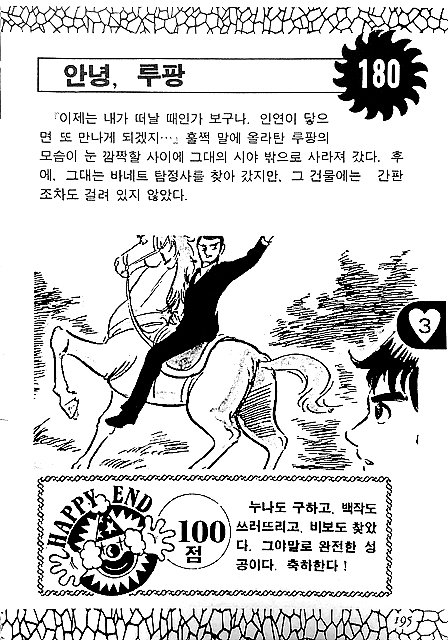 안녕, 루팡
180
『이제는 내가 떠날 때인가 보구나. 인연이 닿으
면 또 만나게 되겠지…』 훌쩍 말에 올라탄 루팡의
모습이 눈 깜짝할 사이에 그대의 시야 밖으로 사라져 갔다. 후
에, 그대는 바네트 탐정사를 찾아 갔지만, 그 건물에는 간판
조차도 걸려 있지 않았다.
3
HAPPY END
100
점
누나도 구하고, 백작도
쓰러뜨리고, 비보도 찾았
다. 그야말로 완전한 성
공이다. 축하한다!
195